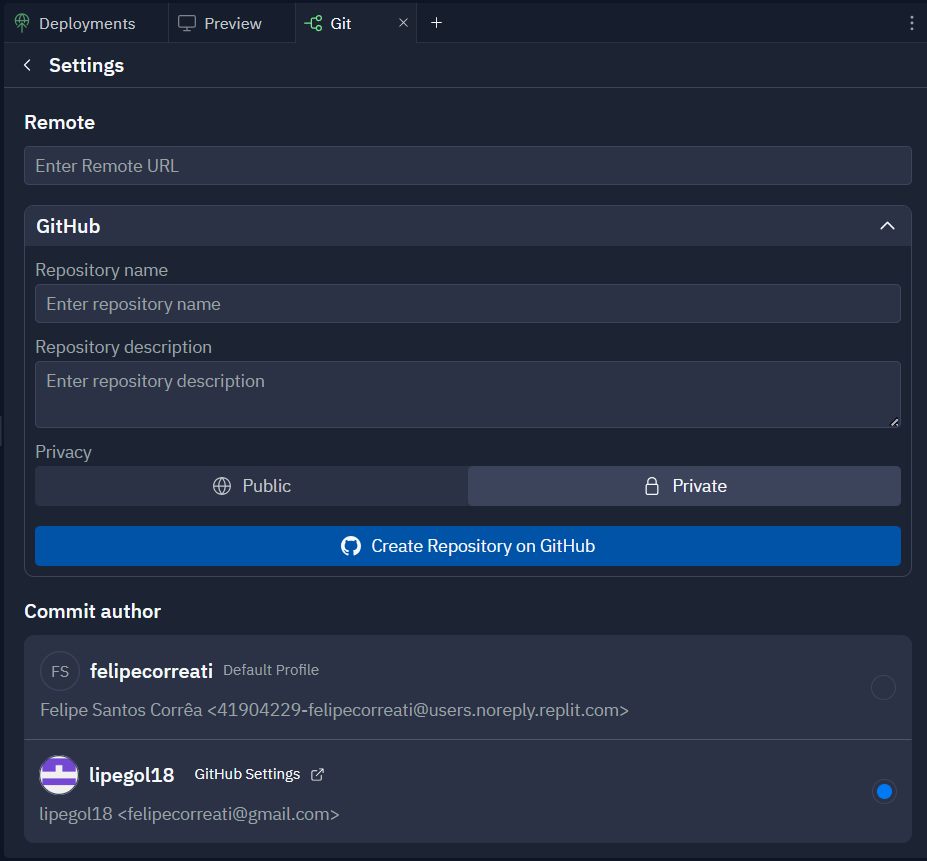 Deployments Preview Git
Settings
Remote
Enter Remote URL
GitHub
Repository name
Enter repository name
Repository description
Enter repository description
Privacy
Public Private
Create Repository on GitHub
Commit author
FS felipecorreati Default Profile
Felipe Santos Corrêa <41904229-felipecorreati@users.noreply.replit.com>
lipegol18 GitHub Settings
lipegol18 <felipecorreati@gmail.com>